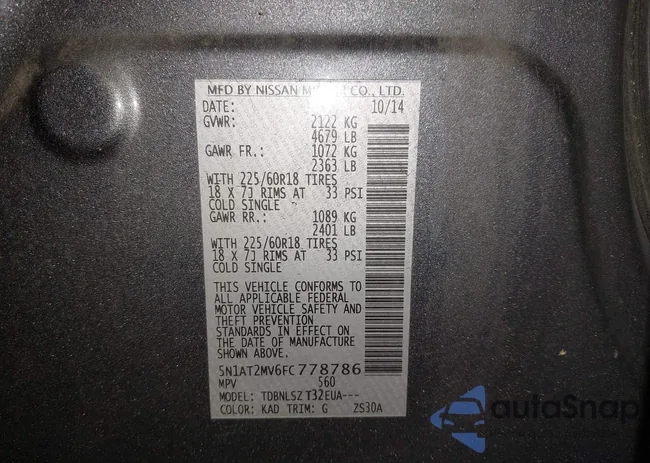 MFD BY NISSAN CO., LTD.
DATE: 10/14
GVWR: 2122 KG
4679 LB
GAWR FR.: 1072 KG
2363 LB
WITH 225/60R18 TIRES
18 X 7J RIMS AT 33 PSI
COLD SINGLE
GAWR RR.: 1089 KG
2401 LB
WITH 225/60R18 TIRES
18 X 7J RIMS AT 33 PSI
COLD SINGLE
THIS VEHICLE CONFORMS TO
ALL APPLICABLE FEDERAL
MOTOR VEHICLE SAFETY AND
THEFT PREVENTION
STANDARDS IN EFFECT ON
THE DATE OF MANUFACTURE
SHOWN ABOVE.
5N1AT2MV6FC778786
MPV 560
MODEL: TDBNLSZ T32EUA---
COLOR: KAD TRIM: G ZS30A
autoSnap